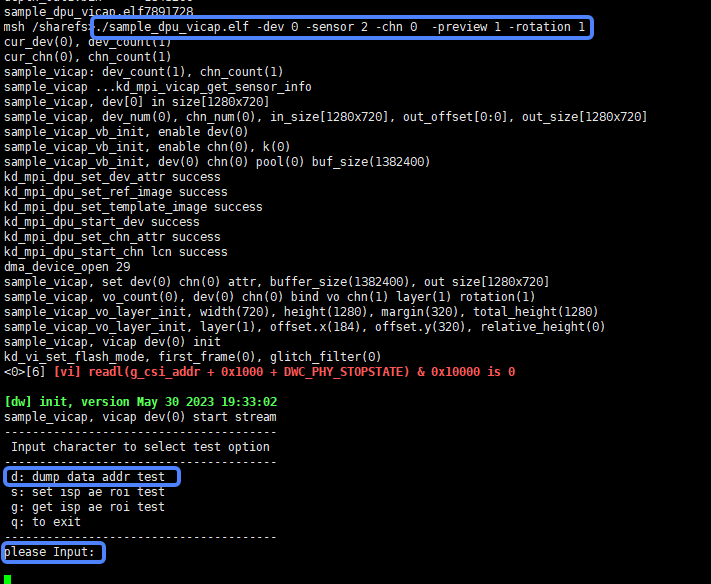 sample_dpu_vicap.elf7891728
msh /sharefs>./sample_dpu_vicap.elf -dev 0 -sensor 2 -chn 0  -preview 1 -rotation 1
cur_dev(0), dev_count(1)
cur_chn(0), chn_count(1)
sample_vicap: dev_count(1), chn_count(1)
sample_vicap ...kd_mpi_vicap_get_sensor_info
sample_vicap, dev[0] in size[1280x720]
sample_vicap, dev_num(0), chn_num(0), in_size[1280x720], out_offset[0:0], out_size[1280x720]
sample_vicap_vb_init, enable dev(0)
sample_vicap_vb_init, enable chn(0), k(0)
sample_vicap_vb_init, dev(0) chn(0) pool(0) buf_size(1382400)
kd_mpi_dpu_set_dev_attr success
kd_mpi_dpu_set_ref_image success
kd_mpi_dpu_set_template_image success
kd_mpi_dpu_start_dev success
kd_mpi_dpu_set_chn_attr success
kd_mpi_dpu_start_chn lcn success
dma_device_open 29
sample_vicap, set dev(0) chn(0) attr, buffer_size(1382400), out size[1280x720]
sample_vicap, vo_count(0), dev(0) chn(0) bind vo chn(1) layer(1) rotation(1)
sample_vicap_vo_layer_init, width(720), height(1280), margin(320), total_height(1280)
sample_vicap_vo_layer_init, layer(1), offset.x(184), offset.y(320), relative_height(0)
sample_vicap, vicap dev(0) init
kd_vi_set_flash_mode, first_frame(0), glitch_filter(0)
<0>[6] [vi] readl(g_csi_addr + 0x1000 + DWC_PHY_STOPSTATE) & 0x10000 is 0
[dw] init, version May 30 2023 19:33:02
sample_vicap, vicap dev(0) start stream
---------------------------------------
Input character to select test option
---------------------------------------
d: dump data addr test
s: set isp ae roi test
g: get isp ae roi test
q: to exit
---------------------------------------
please Input: